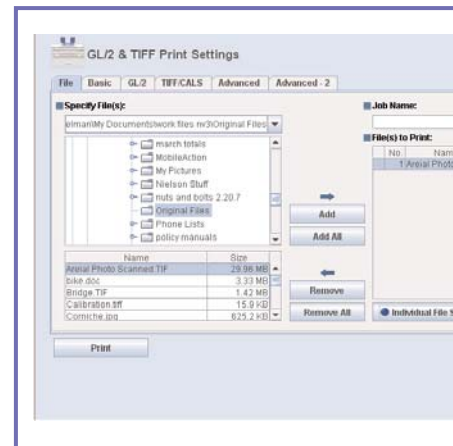 GL/2 & TIFF Print Settings
File Basic GL/2 TIFF/CALS Advanced Advanced - 2
Specify File(s):
elman\My Documents\work files nv3\Original Files
march totals
MobileAction
My Pictures
Nielson Stuff
nuts and bolts 2.20.7
Original Files
Phone Lists
policy manuals
Name Size
Areial Photo Scanned.TIF 29.96 MB
bike.doc 3.33 MB
Bridge.TIF 1.42 MB
Calibration.tiff 15.9 KB
Corniche.jpg 625.2 KB
Add
Add All
Remove
Remove All
Job Name:
File(s) to Print:
No Nam
1 Areial Phot
Individual File S
Print